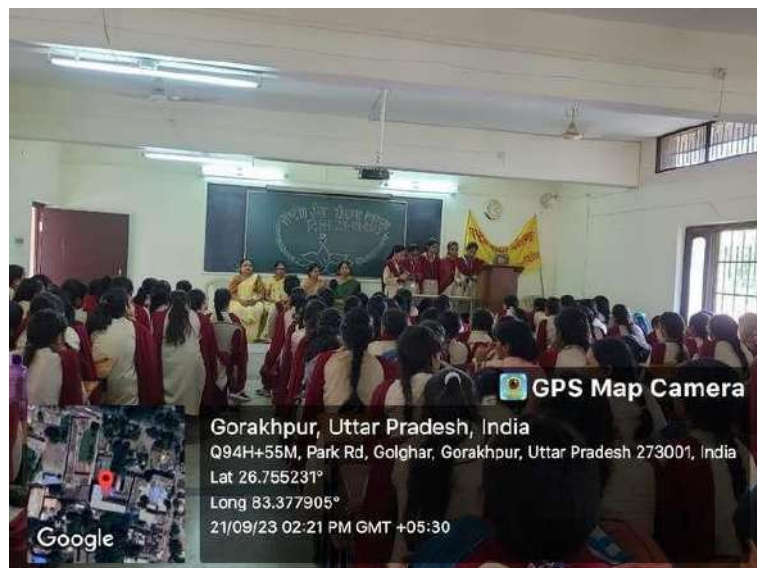 राष्ट्रीय सेवा योजना
GPS Map Camera
Gorakhpur, Uttar Pradesh, India
Q94H+55M, Park Rd, Golghar, Gorakhpur, Uttar Pradesh 273001, India
Lat 26.755231°
Long 83.377905°
21/09/23 02:21 PM GMT +05:30
Google